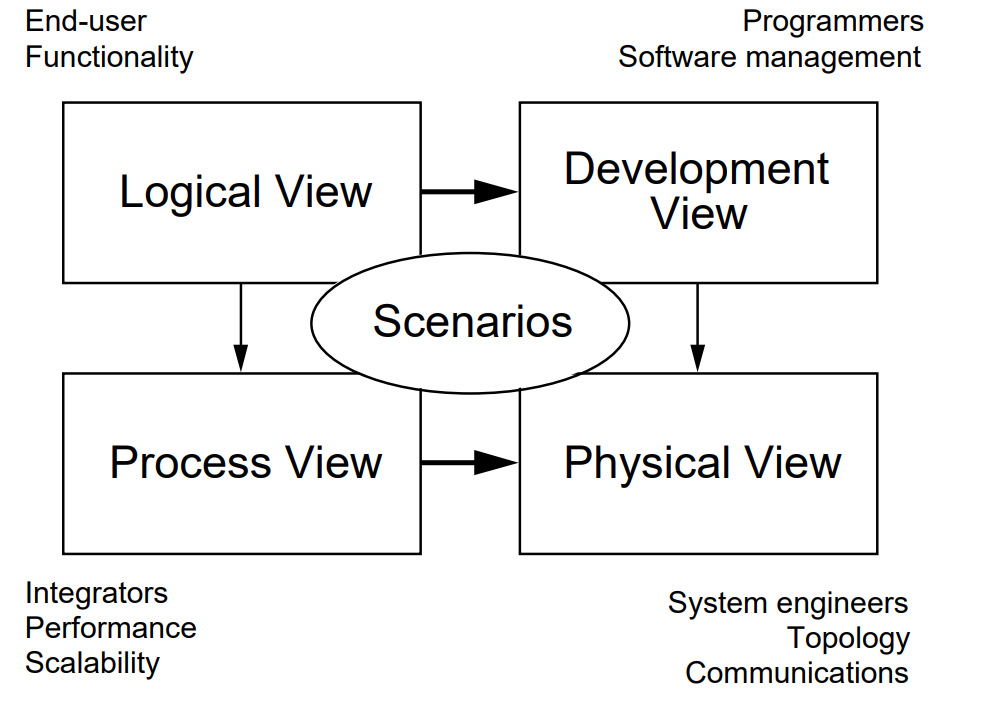 End-user
Functionality
Programmers
Software management
Logical View
Development
View
Scenarios
Process View
Physical View
Integrators
Performance
Scalability
System engineers
Topology
Communications